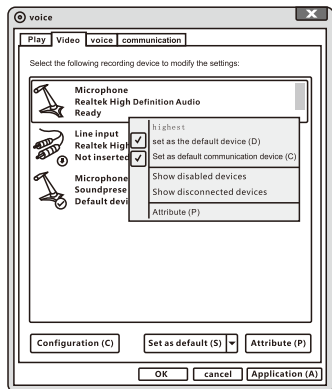 voice
X
Play Video voice communication
Select the following recording device to modify the settings:
Microphone
Realtek High Definition Audio
Ready
Line input
Realtek High
Not inserted
Microphone
Soundprese
Default devi
highest
set as the default device (D)
Set as default communication device (C)
Show disabled devices
Show disconnected devices
Attribute (P)
Configuration (C) Set as default (S) Attribute (P)
OK cancel Application (A)